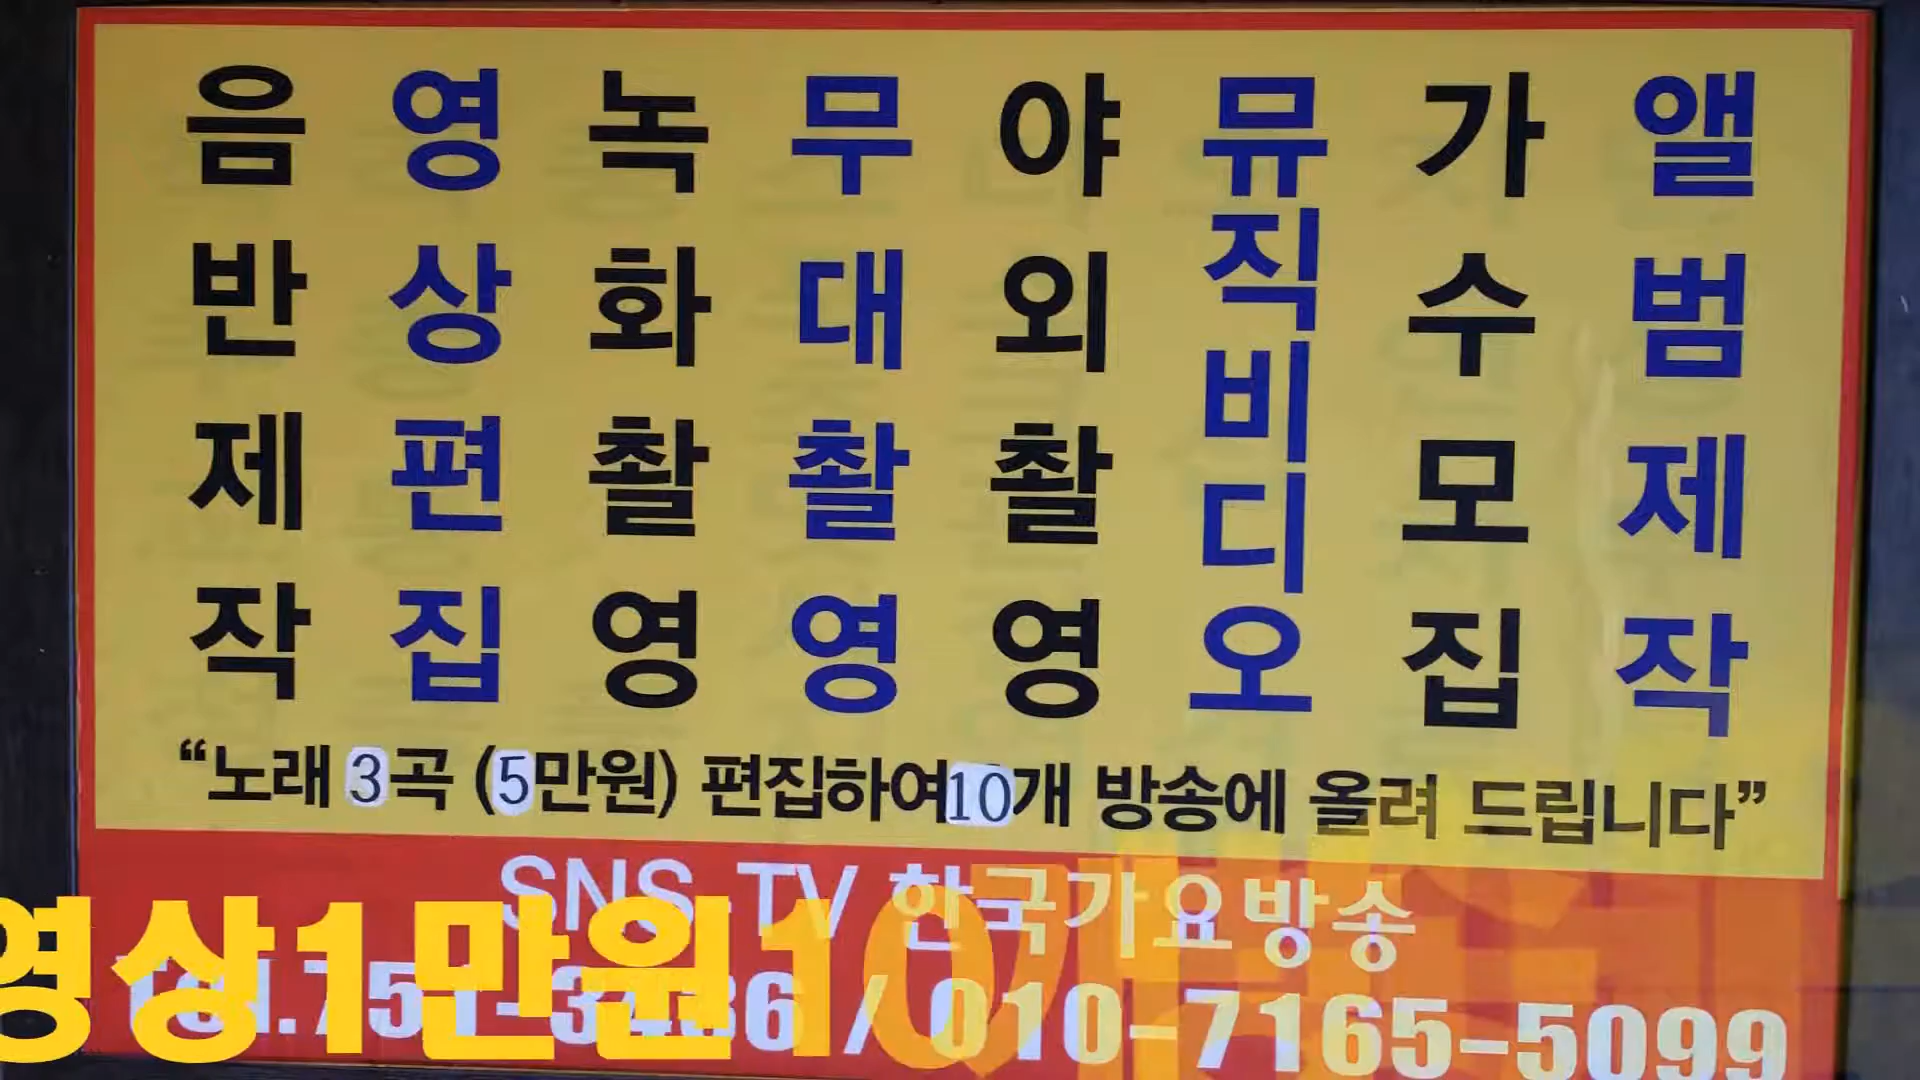 음반제작
영상편집
녹화촬영
무대촬영
야외촬영
뮤직비디오
가수모집
앨범제작
“노래 3곡 (5만원) 편집하여 10개 방송에 올려 드립니다”
SNS-TV 한국가요방송
010-7165-5099
영상1만원10개